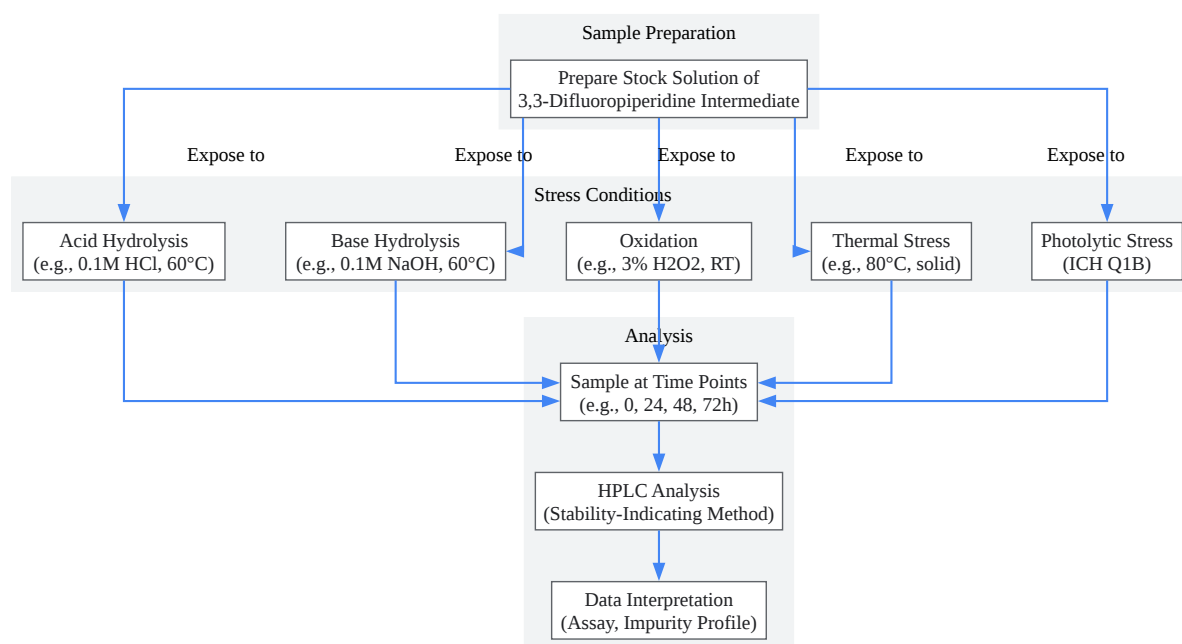 Sample Preparation
Prepare Stock Solution of
3,3-Difluoropiperidine Intermediate
Expose to
Expose to
Expose to
Expose to
Expose to
Stress Conditions
Acid Hydrolysis
(e.g., 0.1M HCl, 60°C)
Base Hydrolysis
(e.g., 0.1M NaOH, 60°C)
Oxidation
(e.g., 3% H2O2, RT)
Thermal Stress
(e.g., 80°C, solid)
Photolytic Stress
(ICH Q1B)
Analysis
Sample at Time Points
(e.g., 0, 24, 48, 72h)
HPLC Analysis
(Stability-Indicating Method)
Data Interpretation
(Assay, Impurity Profile)